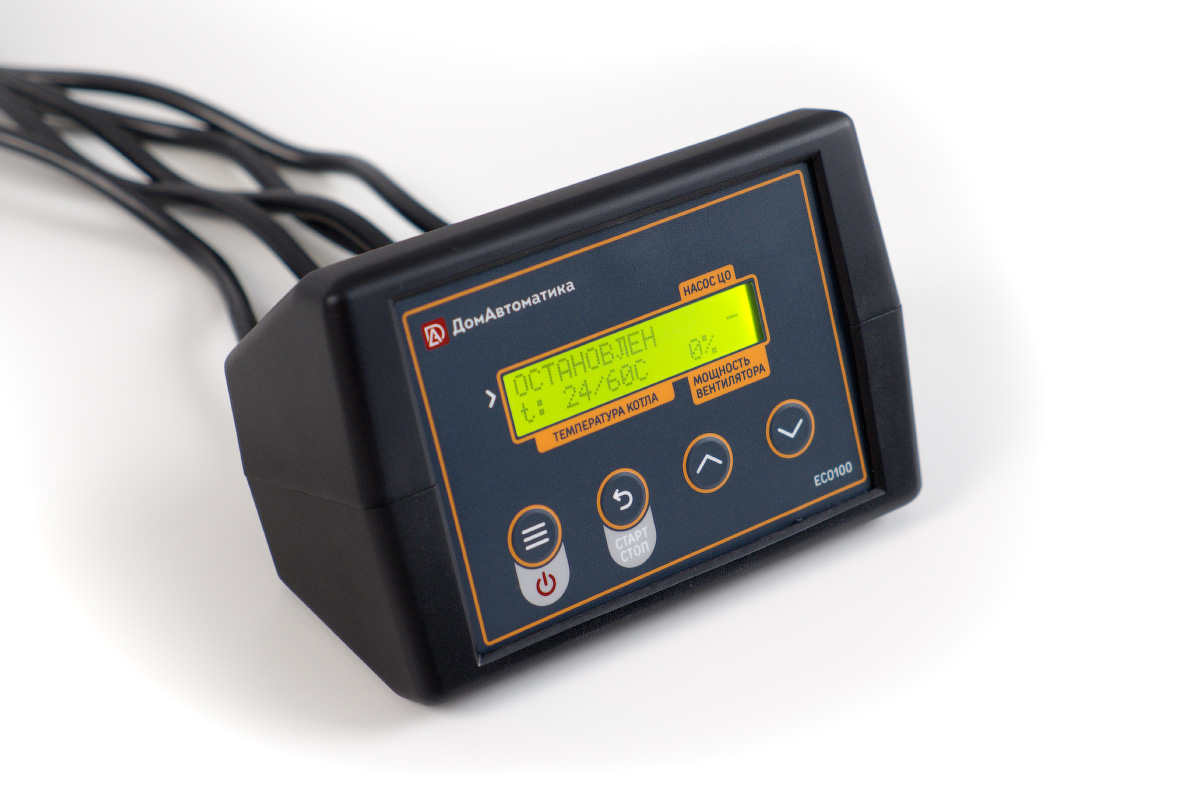 ДомАвтоматика
НАСОС ЦО
ОСТАНОВЛЕН -
t: 24/60C 0%
ТЕМПЕРАТУРА КОТЛА
МОЩНОСТЬ
ВЕНТИЛЯТОРА
СТАРТ
СТОП
ECO100